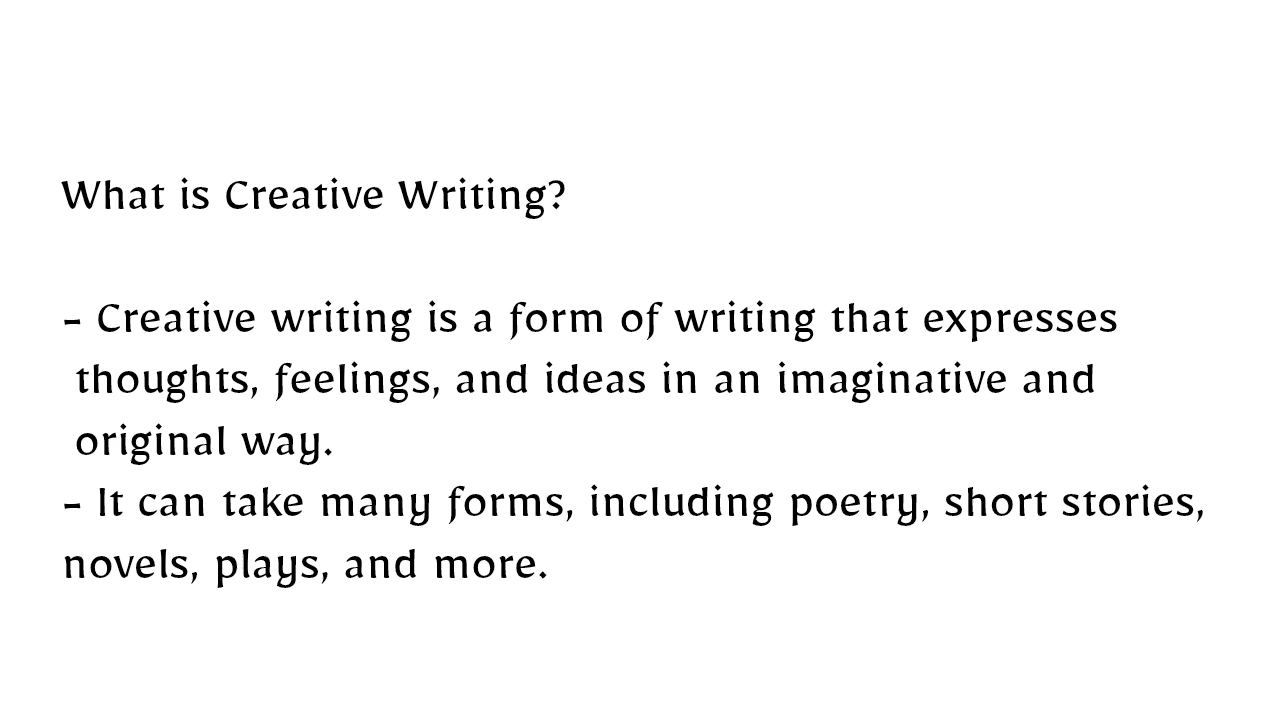 What is Creative Writing?
- Creative writing is a form of writing that expresses
thoughts, feelings, and ideas in an imaginative and
original way.
- It can take many forms, including poetry, short stories,
novels, plays, and more.